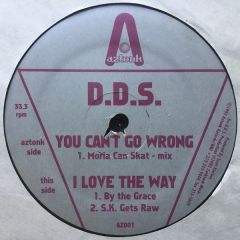 aztonk
D.D.S.
33.3
rpm
YOU CAN'T GO WRONG
aztonk
side
1. Moria Can Skat - mix
this
side
I LOVE THE WAY
1. By the Grace
2. S.K. Gets Raw
AZ001